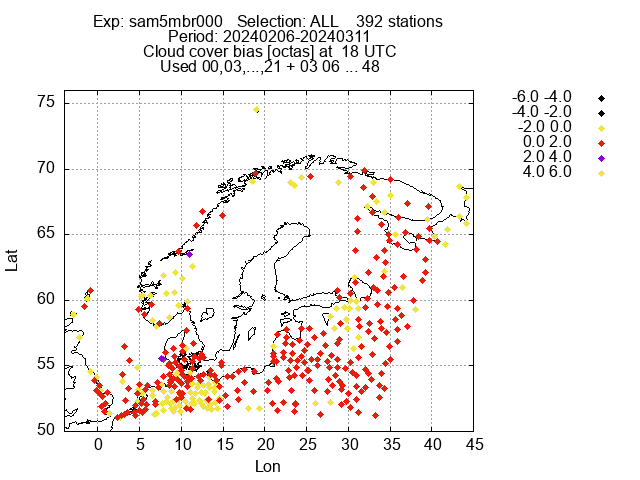 Exp: sam5mbr000   Selection: ALL    392 stations
Period: 20240206-20240311
Cloud cover bias [octas] at  18 UTC
Used 00,03,...,21 + 03 06 ... 48
-6.0 -4.0
-4.0 -2.0
-2.0 0.0
0.0 2.0
2.0 4.0
4.0 6.0
75
70
65
60
55
50
Lat
0 5 10 15 20 25 30 35 40 45
Lon